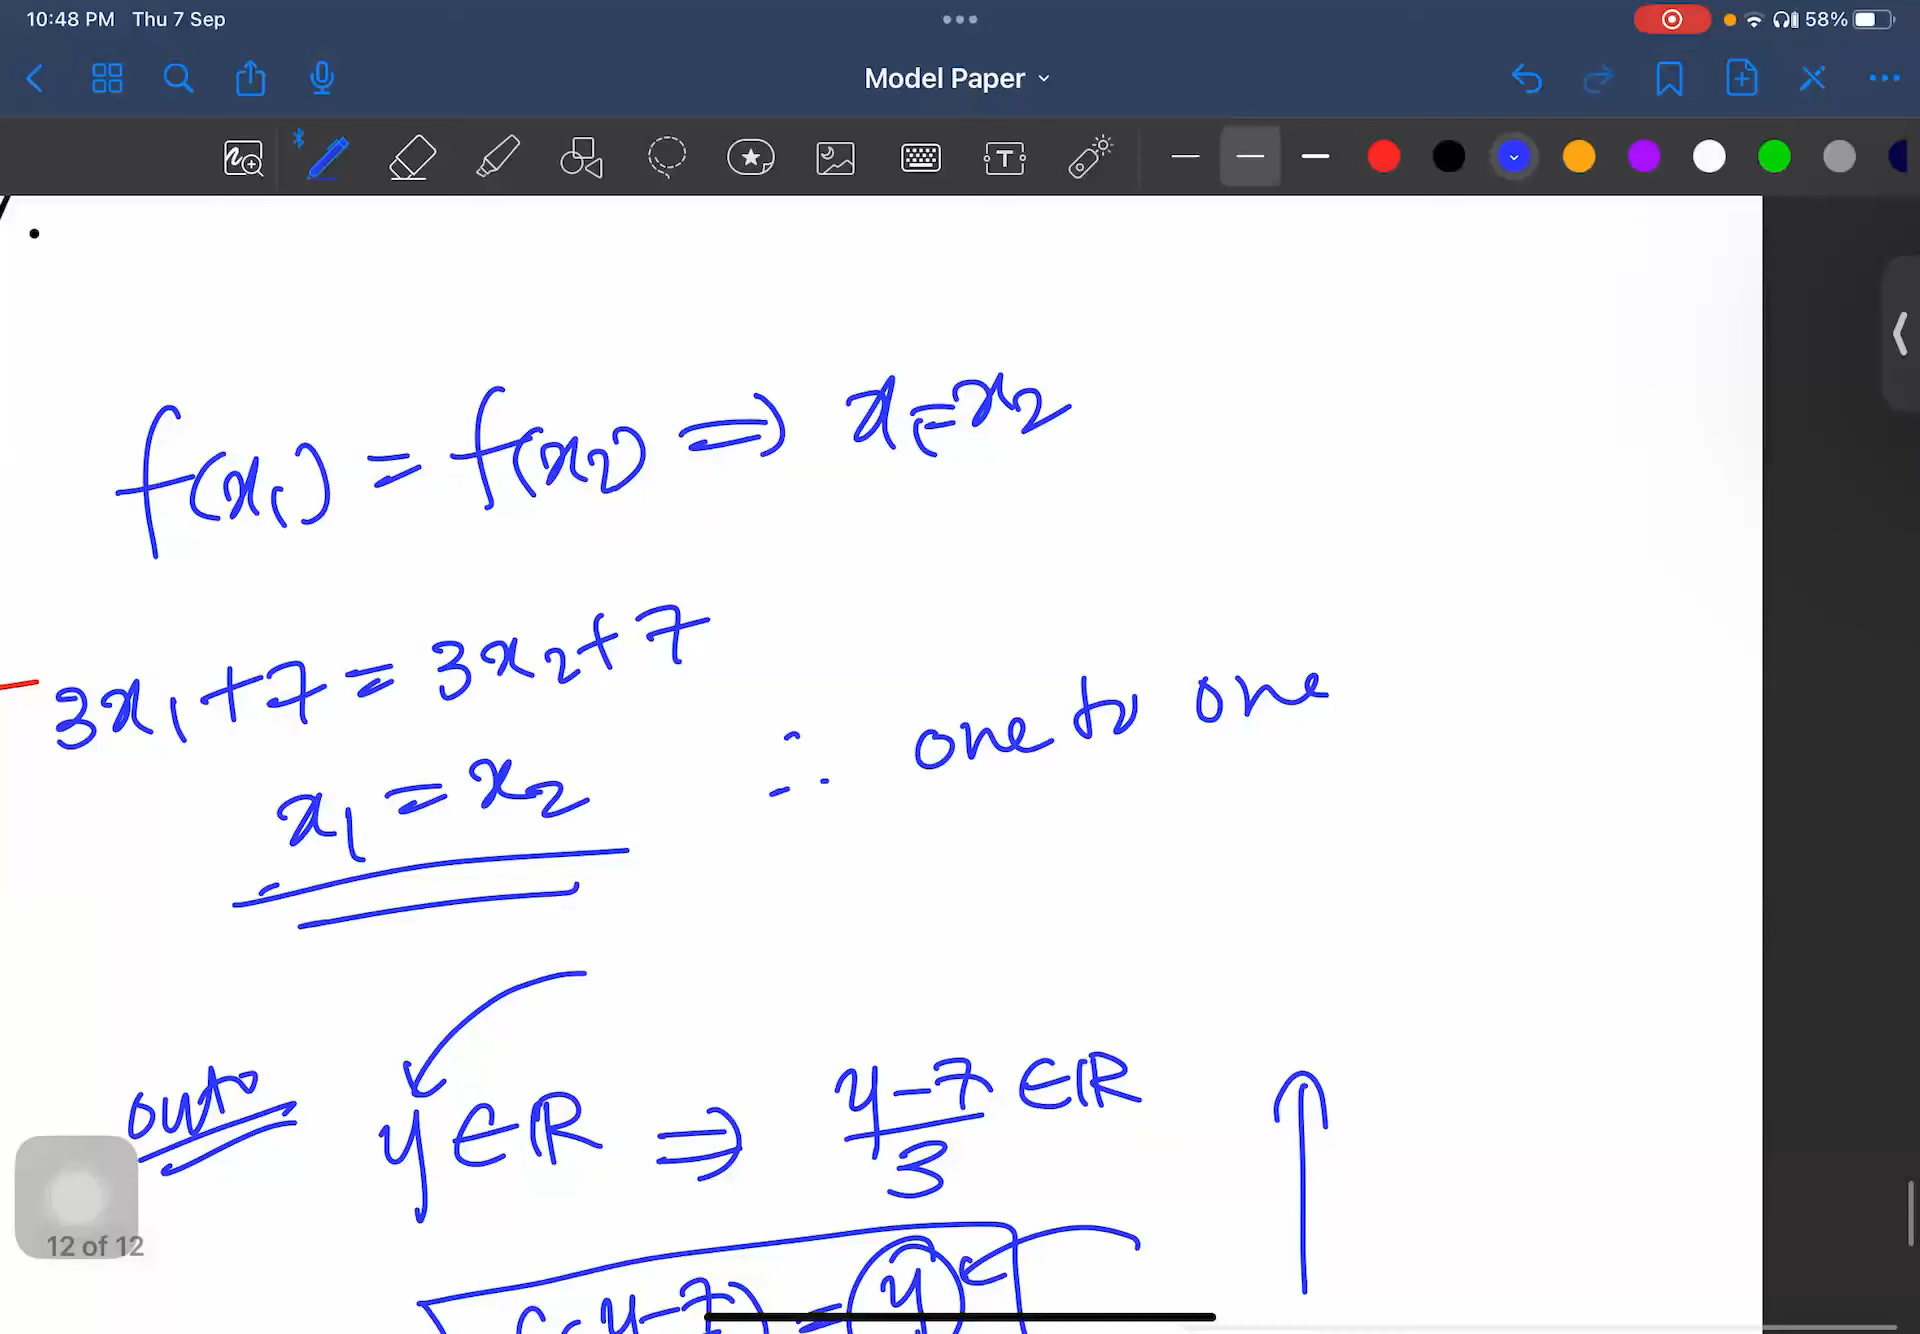 10:48 PM Thu 7 Sep
58%
Model Paper
T
f(x₁) = f(x₂) ⇒ x₁=x₂
3x₁+7 = 3x₂+7
x₁ = x₂ ∴ one to one
onto y∈ℝ ⇒ y-7/3 ∈ℝ
12 of 12
y-7) = y